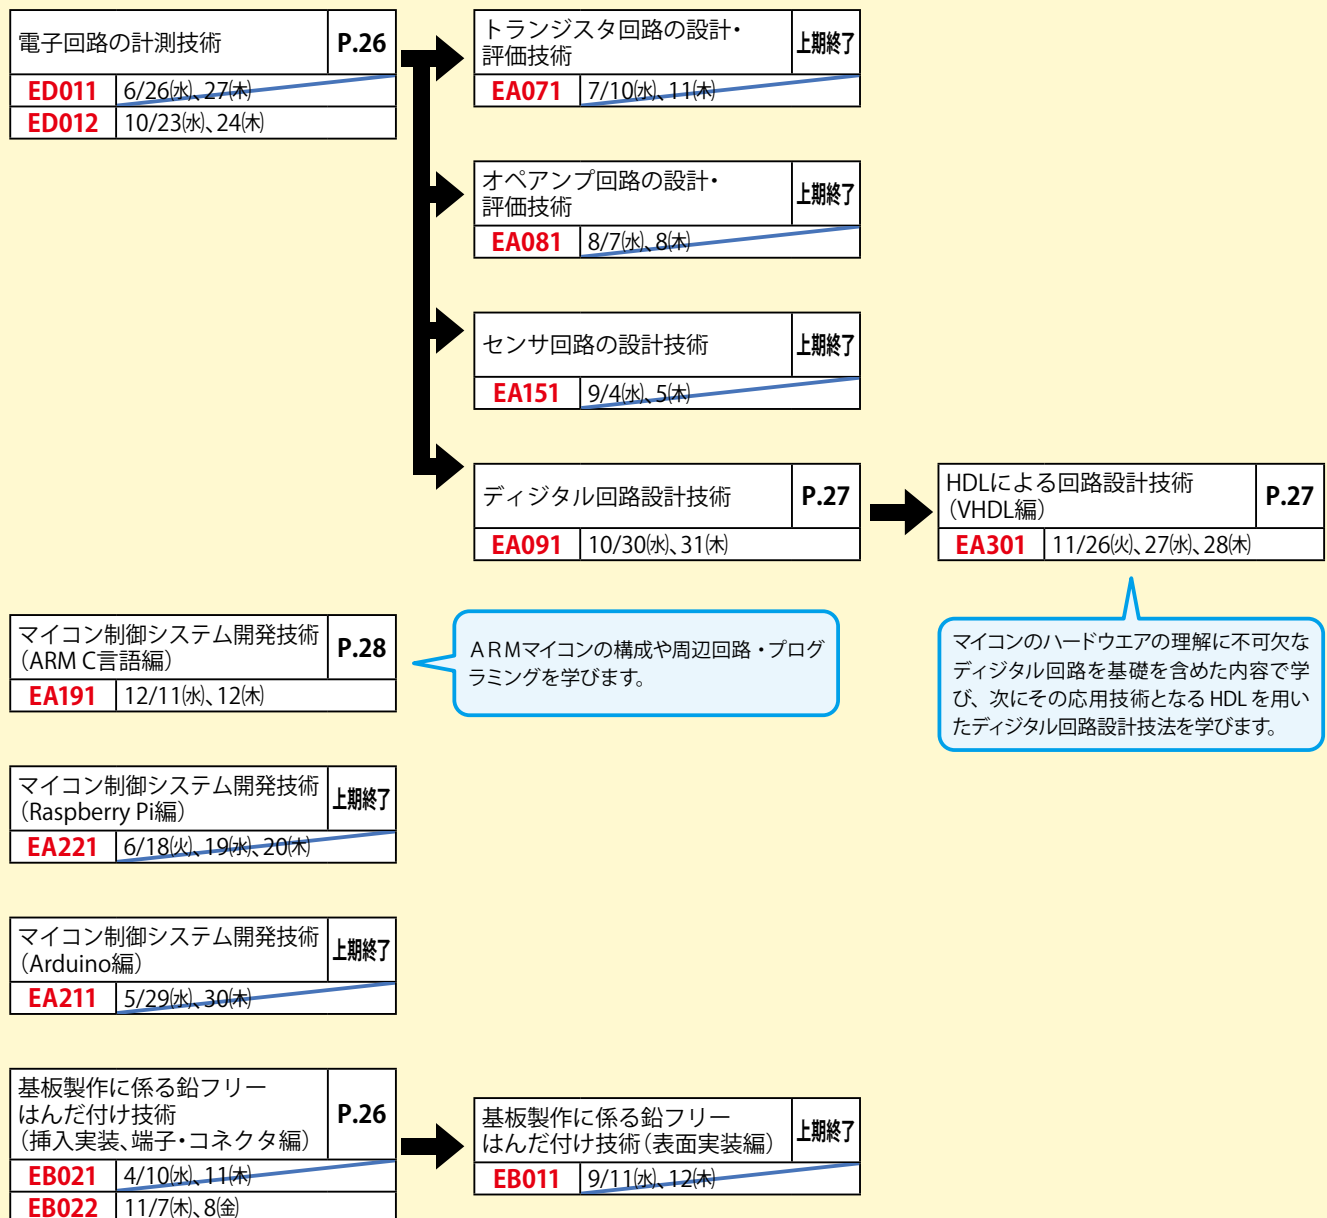 電子回路の計測技術 P.26
ED011 6/26㈬、27㈭
ED012 10/23㈬、24㈭
トランジスタ回路の設計・
評価技術
上期終了
EA071 7/10㈬、11㈭
オペアンプ回路の設計・
評価技術
上期終了
EA081 8/7㈬、8㈭
センサ回路の設計技術 上期終了
EA151 9/4㈬、5㈭
ディジタル回路設計技術 P.27
EA091 10/30㈬、31㈭
HDLによる回路設計技術
（VHDL編）
P.27
EA301 11/26㈫、27㈬、28㈭
マイコンのハードウエアの理解に不可欠な
ディジタル回路を基礎を含めた内容で学
び、次にその応用技術となる HDL を用い
たディジタル回路設計技法を学びます。
マイコン制御システム開発技術
（ARM C言語編）
P.28
EA191 12/11㈬、12㈭
ＡＲＭマイコンの構成や周辺回路・プログ
ラミングを学びます。
マイコン制御システム開発技術
（Raspberry Pi編）
上期終了
EA221 6/18㈫、19㈬、20㈭
マイコン制御システム開発技術
（Arduino編）
上期終了
EA211 5/29㈬、30㈭
基板製作に係る鉛フリー
はんだ付け技術
（挿入実装、端子・コネクタ編）
P.26
EB021 4/10㈬、11㈭
EB022 11/7㈭、8㈮
基板製作に係る鉛フリー
はんだ付け技術（表面実装編）
上期終了
EB011 9/11㈬、12㈭